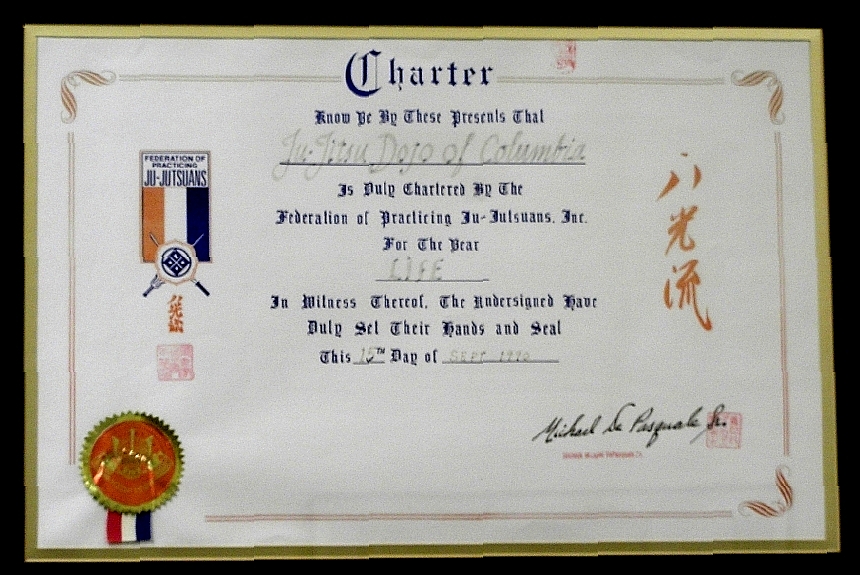 Charter
Know Ye By These Presents That
Ju-Jitsu Dojo of Columbia
Is Duly Chartered By The
Federation of Practicing Ju-Jutsuans, Inc.
For The Year
LIFE
In Witness Thereof, The Undersigned Have
Duly Set Their Hands and Seal
This 15TH Day of SEPT 1990
FEDERATION OF
PRACTICING
JU-JUTSUANS
八光流
Michael De Pasquale Sr.